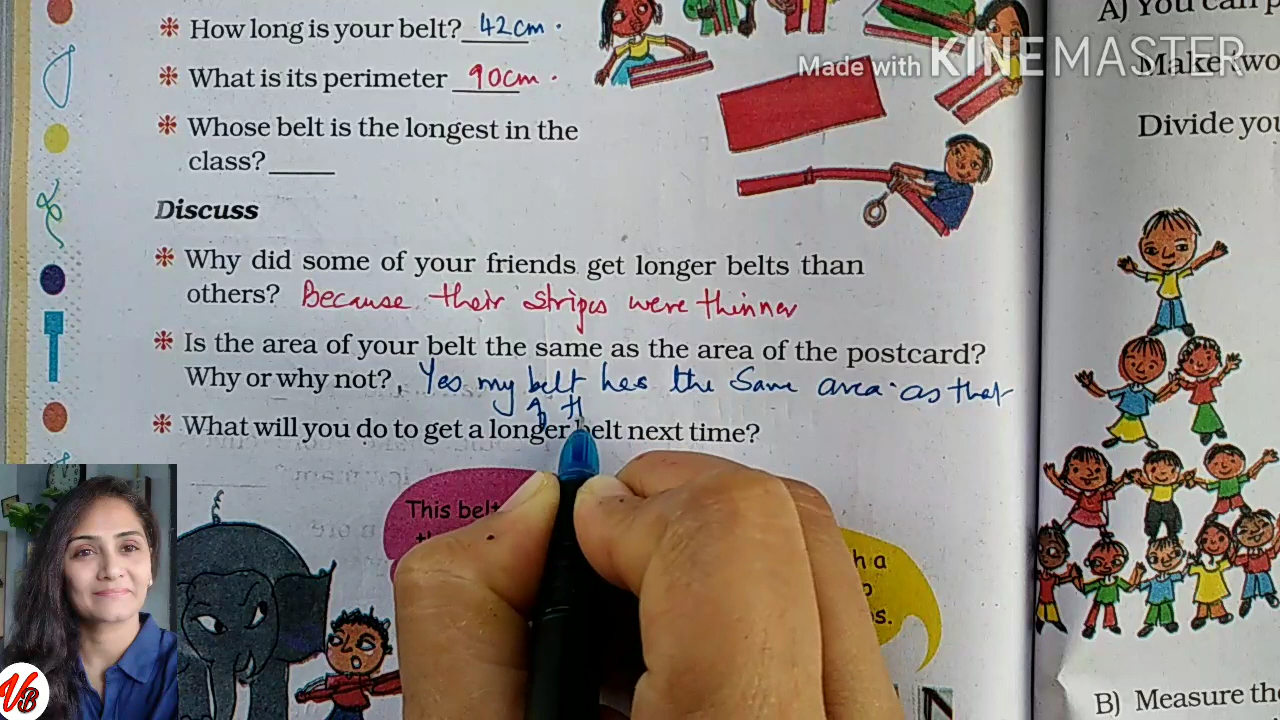 How long is your belt? 42cm.
What is its perimeter 90cm.
Whose belt is the longest in the
class?
Discuss
Why did some of your friends get longer belts than
others? Because their stripes were thinner
Is the area of your belt the same as the area of the postcard?
Why or why not?, Yes my belt has the same area as that
of th
What will you do to get a longer belt next time?
This belt
h a
s.
Made with KINEMASTER
A) You can p
Make two
Divide you
B) Measure the
VB